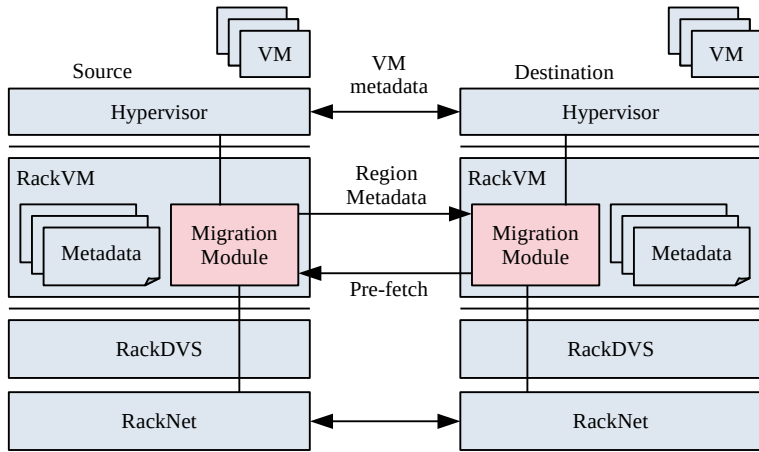 VM
VM
Source
VM
metadata
Destination
Hypervisor
Hypervisor
RackVM
Region
Metadata
RackVM
Metadata
Migration
Module
Migration
Module
Metadata
Pre-fetch
RackDVS
RackDVS
RackNet
RackNet